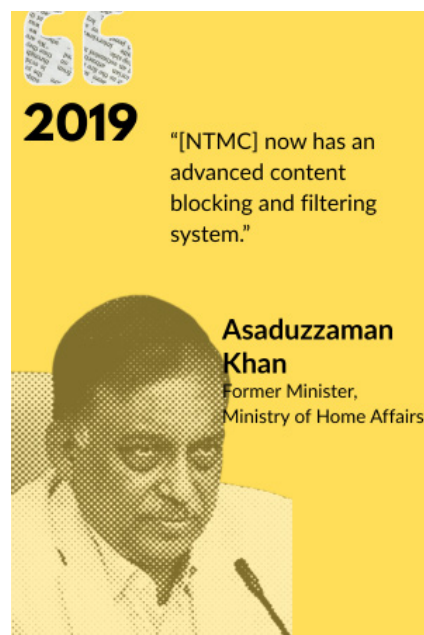 2019
“[NTMC] now has an
advanced content
blocking and filtering
system.”
Asaduzzaman
Khan
Former Minister,
Ministry of Home Affairs